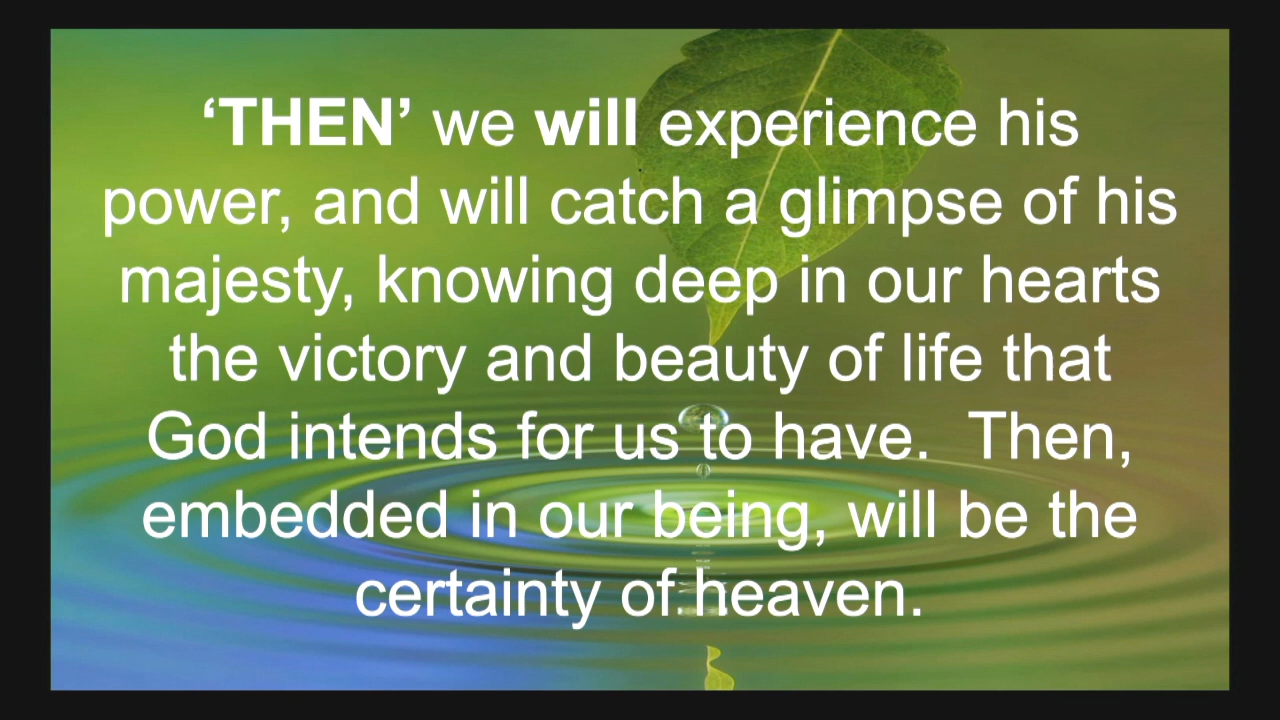 ‘THEN’ we will experience his
power, and will catch a glimpse of his
majesty, knowing deep in our hearts
the victory and beauty of life that
God intends for us to have.  Then,
embedded in our being, will be the
certainty of heaven.